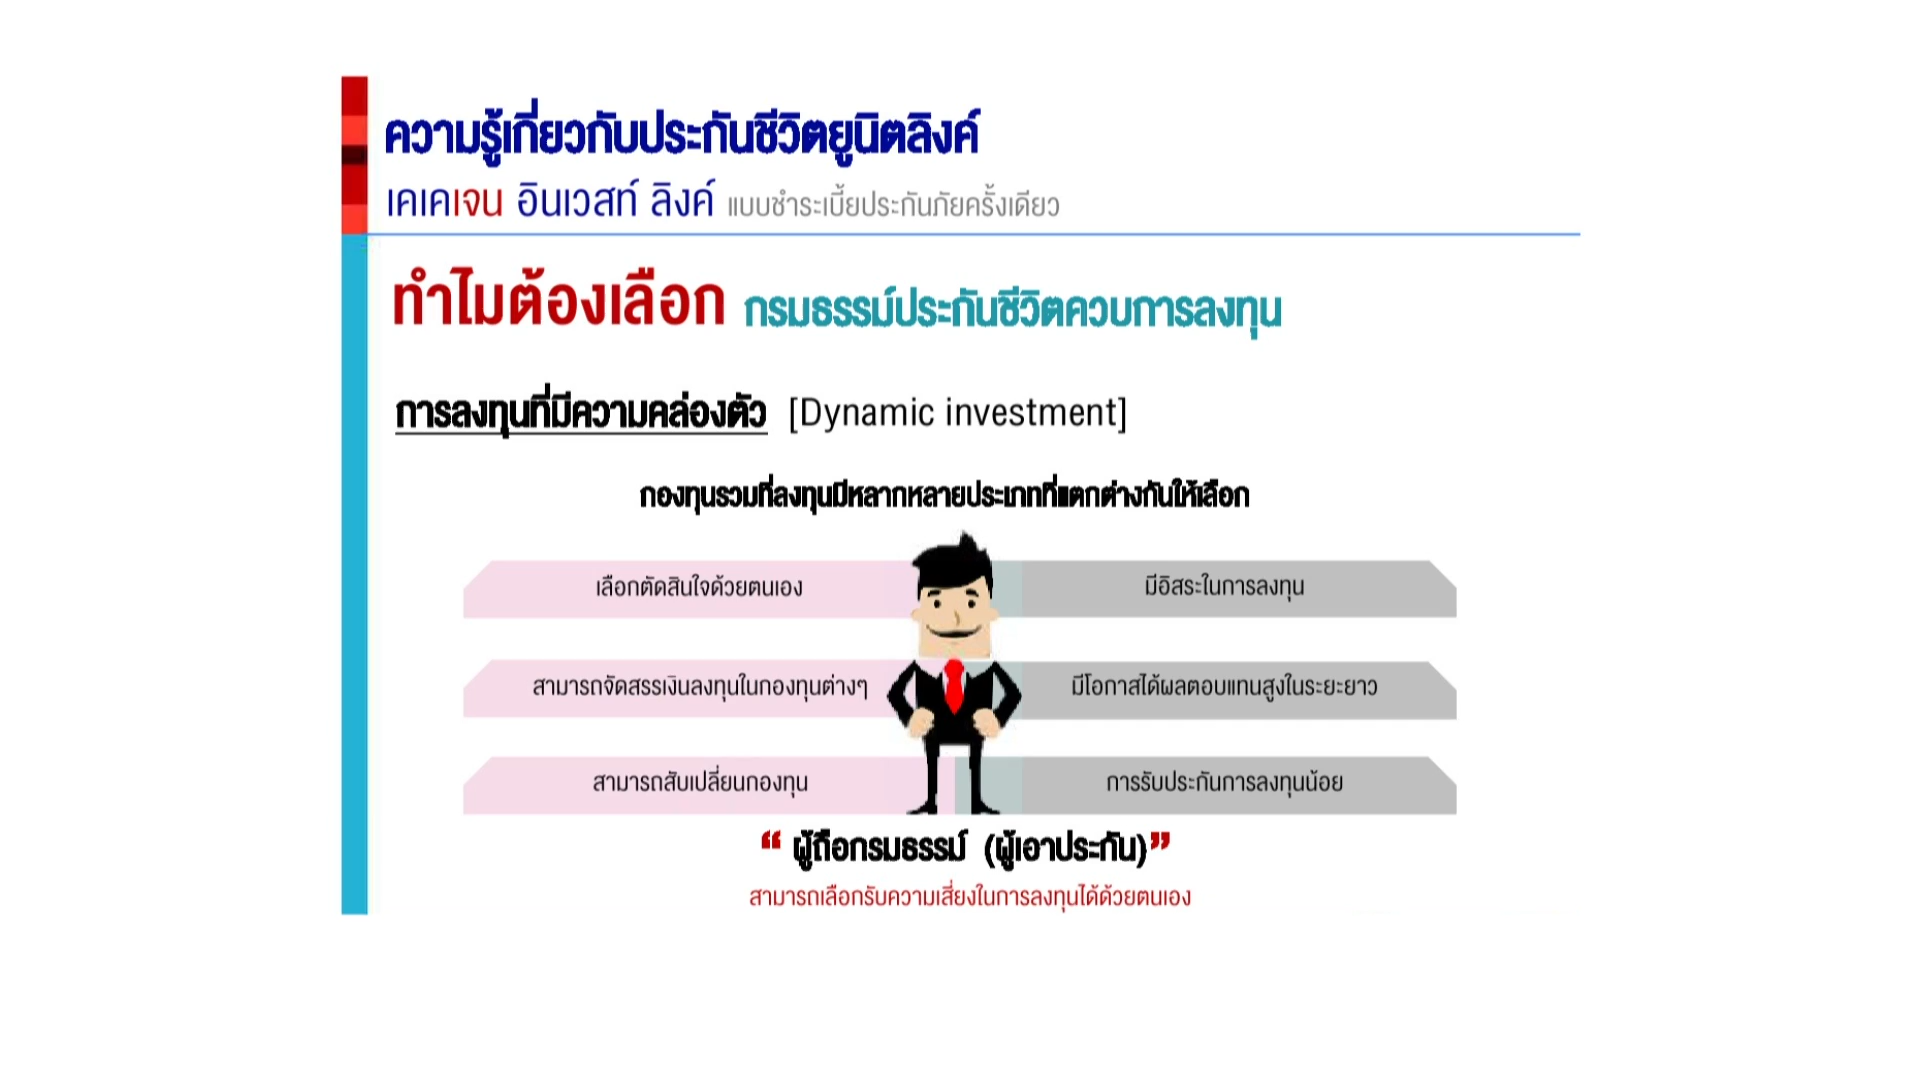 ความรู้เกี่ยวกับประกันชีวิตยูนิตลิงค์
เคเคเจน อินเวสท์ ลิงค์ แบบชำระเบี้ยประกันภัยครั้งเดียว
ทำไมต้องเลือก กรมธรรม์ประกันชีวิตควบการลงทุน
การลงทุนที่มีความคล่องตัว [Dynamic investment]
กองทุนรวมที่ลงทุนมีหลากหลายประเภทที่แตกต่างกันให้เลือก
เลือกตัดสินใจด้วยตนเอง
มีอิสระในการลงทุน
สามารถจัดสรรเงินลงทุนในกองทุนต่างๆ
มีโอกาสได้ผลตอบแทนสูงในระยะยาว
สามารถสับเปลี่ยนกองทุน
การรับประกันการลงทุนน้อย
“ ผู้ถือกรมธรรม์ (ผู้เอาประกัน)”
สามารถเลือกรับความเสี่ยงในการลงทุนได้ด้วยตนเอง